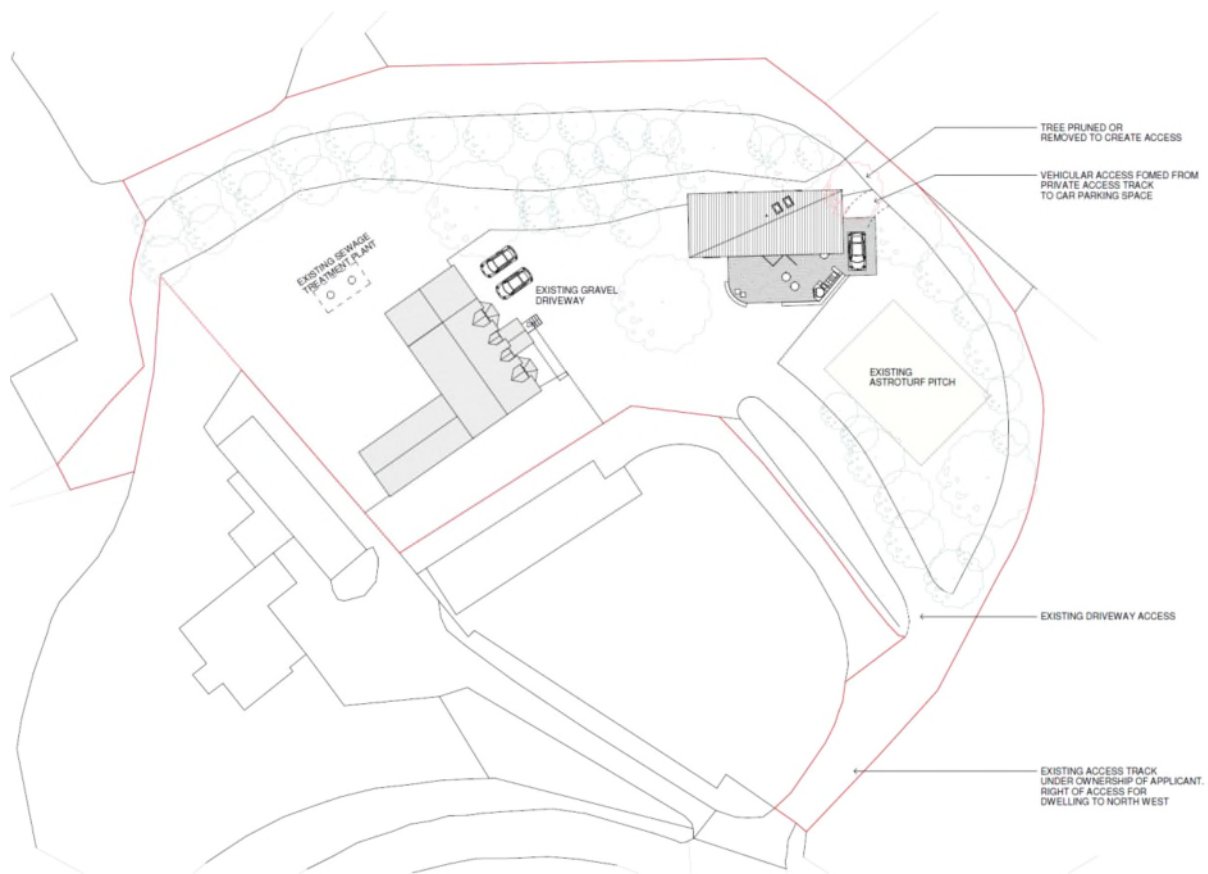 TREE PRUNED OR
REMOVED TO CREATE ACCESS
VEHICULAR ACCESS FOMED FROM
PRIVATE ACCESS TRACK
TO CAR PARKING SPACE
EXISTING SEWAGE
TREATMENT PLANT
EXISTING GRAVEL
DRIVEWAY
EXISTING
ASTROTURF PITCH
EXISTING DRIVEWAY ACCESS
EXISTING ACCESS TRACK
UNDER OWNERSHIP OF APPLICANT.
RIGHT OF ACCESS FOR
DWELLING TO NORTH WEST